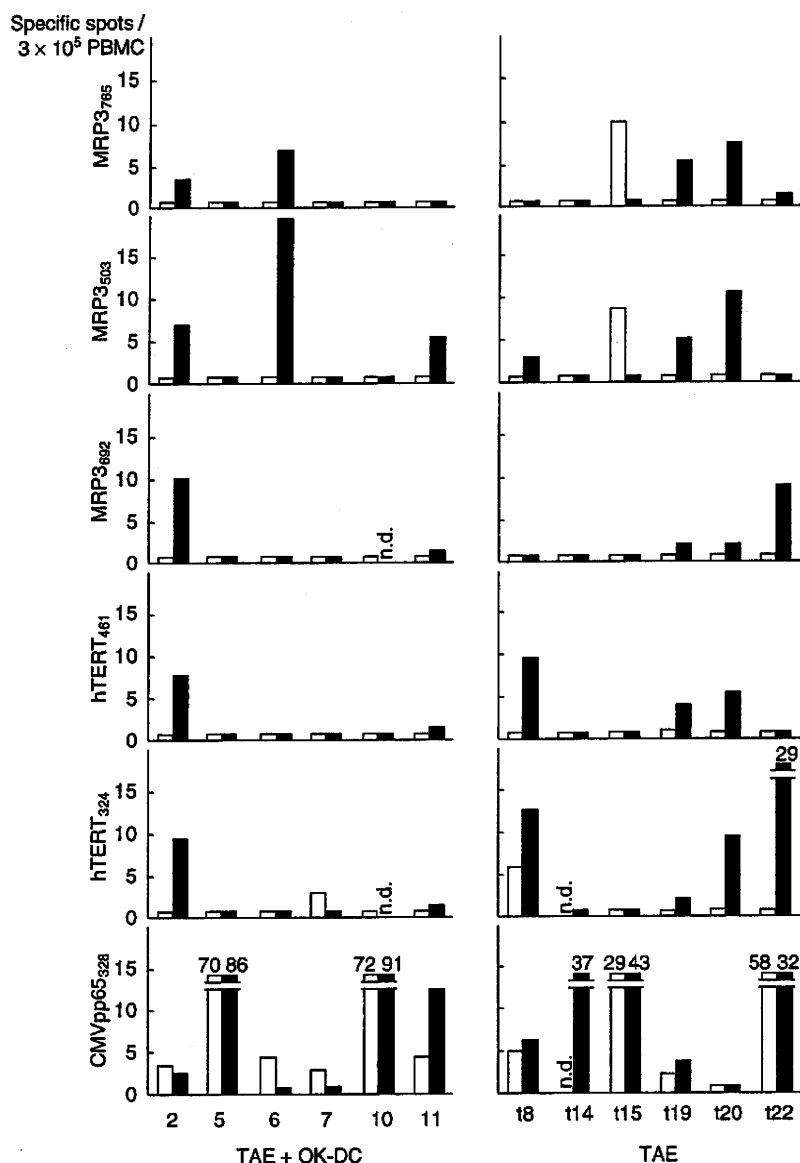 Specific spots /
3 × 10⁵ PBMC
MRP3₇₆₅
15
10
5
0
MRP3₅₀₃
15
10
5
0
MRP3₆₉₂
15
10
5
0
n.d.
hTERT₄₆₁
15
10
5
0
hTERT₃₂₄
15
10
5
0
n.d.
n.d.
29
CMVpp65₃₂₈
15
10
5
0
70 86
72 91
n.d.
37
29 43
58 32
2 5 6 7 10 11
t8 t14 t15 t19 t20 t22
TAE + OK-DC
TAE